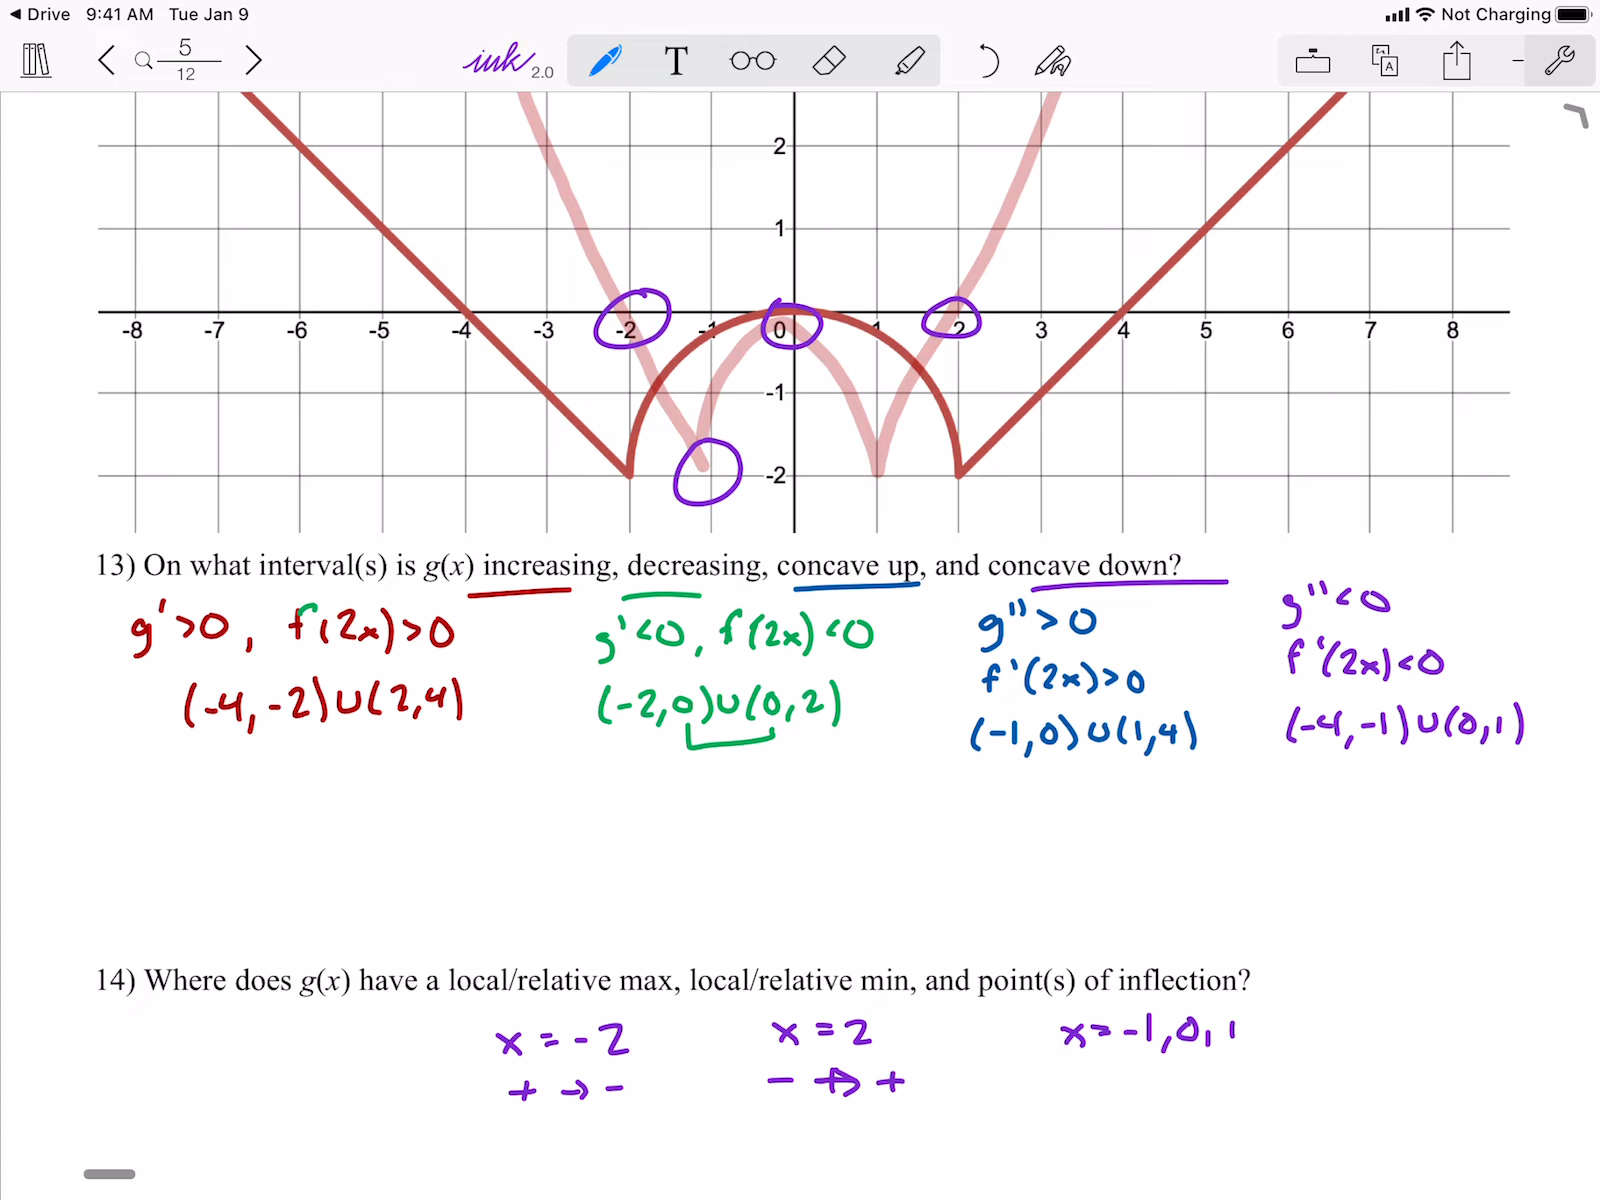 Drive 9:41 AM Tue Jan 9 Not Charging
5
12
ink 2.0 T A
2
1
-8 -7 -6 -5 -4 -3 -2 -1 0 1 2 3 4 5 6 7 8
-1
-2
13) On what interval(s) is g(x) increasing, decreasing, concave up, and concave down?
g'>0, f(2x)>0
(-4,-2)∪(2,4)
g'<0, f(2x)<0
(-2,0)∪(0,2)
g''>0
f'(2x)>0
(-1,0)∪(1,4)
g''<0
f'(2x)<0
(-4,-1)∪(0,1)
14) Where does g(x) have a local/relative max, local/relative min, and point(s) of inflection?
x=-2 x=2 x=-1,0,1
+→- -→+